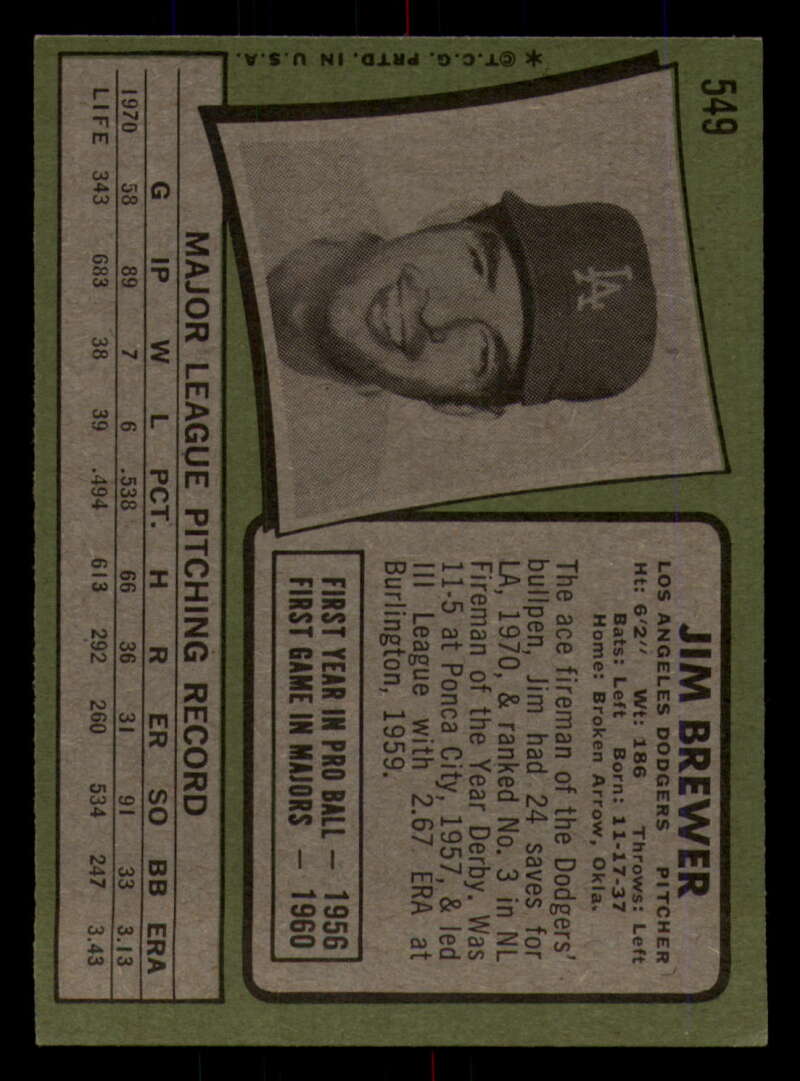 549
JIM BREWER
LOS ANGELES DODGERS PITCHER
Ht: 6'2" Wt: 186 Throws: Left
Bats: Left Born: 11-17-37
Home: Broken Arrow, Okla.
The ace fireman of the Dodgers'
bullpen, Jim had 24 saves for
LA, 1970, & ranked No. 3 in NL
Fireman of the Year Derby. Was
11-5 at Ponca City, 1957, & led
III League with 2.67 ERA at
Burlington, 1959.
FIRST YEAR IN PRO BALL — 1956
FIRST GAME IN MAJORS — 1960
LA
MAJOR LEAGUE PITCHING RECORD
G IP W L PCT. H R ER SO BB ERA
1970 58 89 7 6 .538 66 36 31 91 33 3.13
LIFE 343 683 38 39 .494 613 292 260 534 247 3.43
* ©T.C.G. PRTD. IN U.S.A.